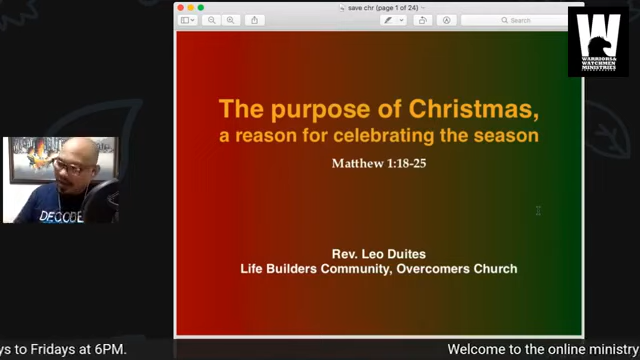 save chr (page 1 of 24)
Search
WARRIORS &
WATCHMEN
MINISTRIES
The purpose of Christmas,
a reason for celebrating the season
Matthew 1:18-25
DECODE
Rev. Leo Duites
Life Builders Community, Overcomers Church
ys to Fridays at 6PM.
Welcome to the online ministry